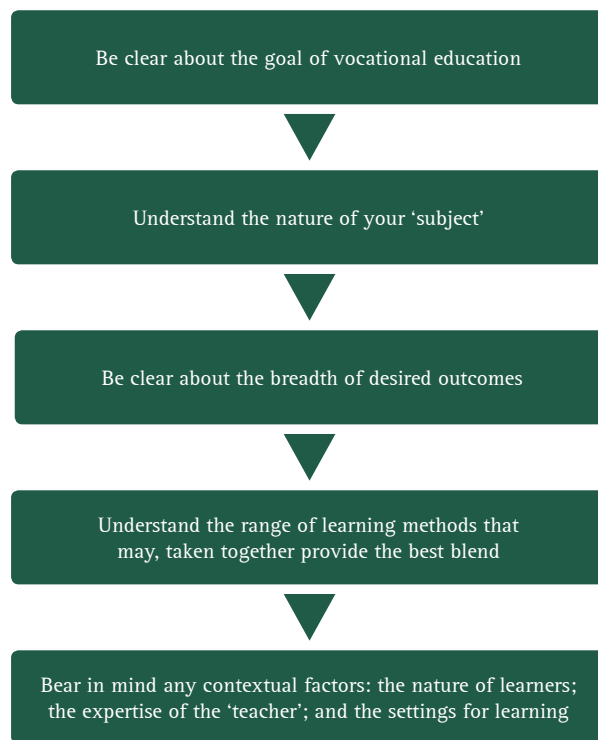 Be clear about the goal of vocational education
Understand the nature of your ‘subject’
Be clear about the breadth of desired outcomes
Understand the range of learning methods that
may, taken together provide the best blend
Bear in mind any contextual factors: the nature of learners;
the expertise of the ‘teacher’; and the settings for learning